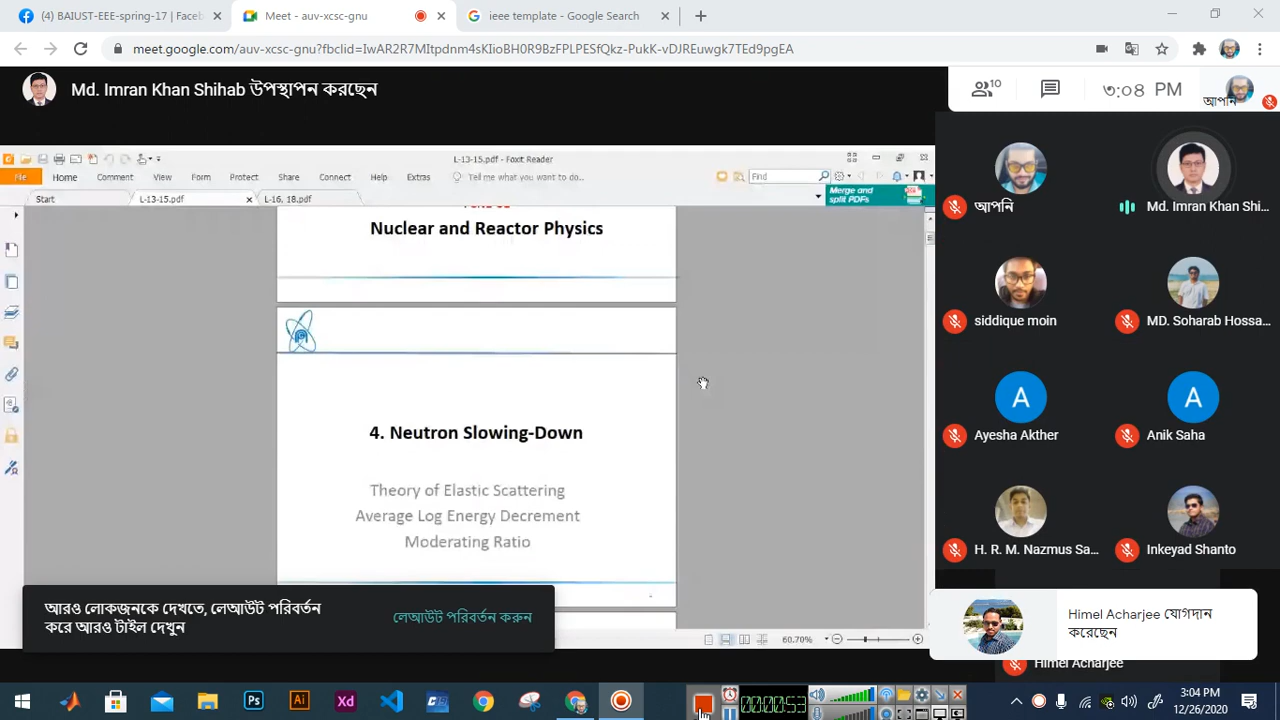 (4) BAIUST-EEE-spring-17 | Faceb
Meet - auv-xcsc-gnu
ieee template - Google Search
meet.google.com/auv-xcsc-gnu?fbclid=IwAR2R7MItpdnm4sKIioBH0R9BzFPLPESfQkz-PukK-vDJREuwgk7TEd9pgEA
Md. Imran Khan Shihab উপস্থাপন করছেন
10
৩:০৮ PM
আপনি
L-13-15.pdf - Foxit Reader
File
Home
Comment
View
Form
Protect
Share
Connect
Help
Extras
Tell me what you want to do...
Find
Start
L-13-15.pdf
L-16, 18.pdf
Merge and
split PDFs
Nuclear and Reactor Physics
4. Neutron Slowing-Down
Theory of Elastic Scattering
Average Log Energy Decrement
Moderating Ratio
60.70%
আপনি
Md. Imran Khan Shi...
siddique moin
MD. Soharab Hossa...
A
A
Ayesha Akther
Anik Saha
H. R. M. Nazmus Sa...
Inkeyad Shanto
Himel Acharjee যোগদান
করেছেন
Himel Acharjee
আরও লোকজনকে দেখতে, লেআউট পরিবর্তন
করে আরও টাইল দেখুন
লেআউট পরিবর্তন করুন
Ps
Ai
Xd
00:00:53
3:04 PM
12/26/2020